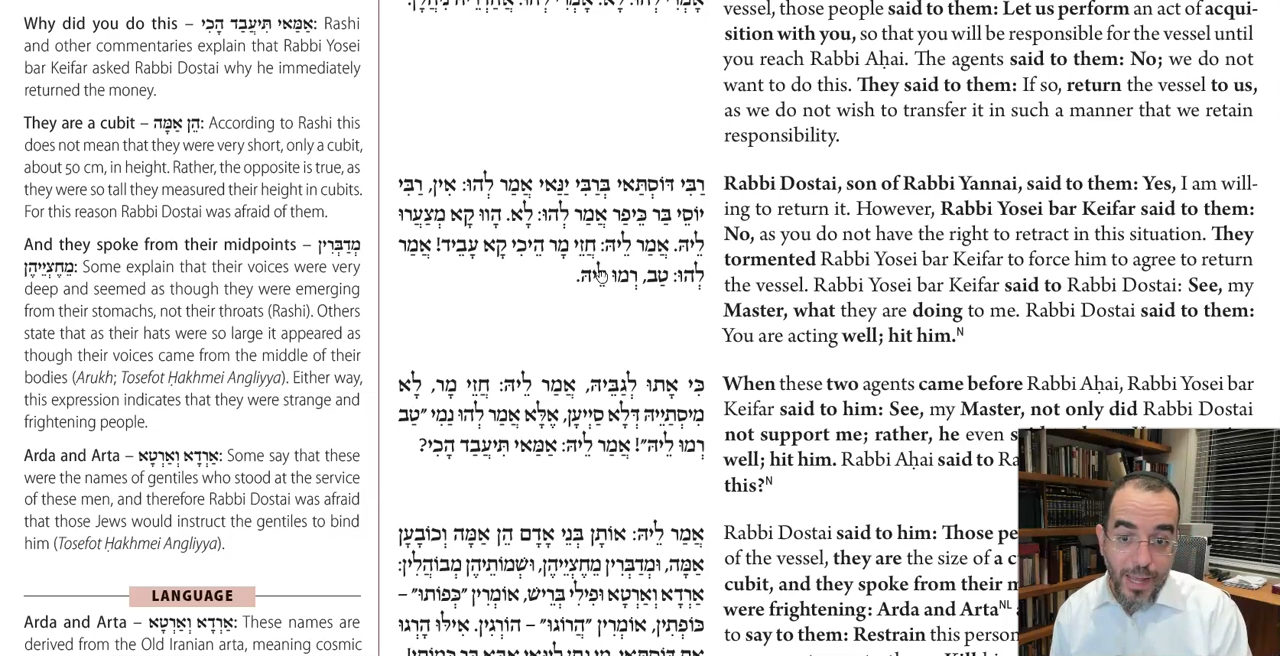 Why did you do this – אַמַּאי תִּיעֲבֵד הָכִי: Rashi
and other commentaries explain that Rabbi Yosei
bar Keifar asked Rabbi Dostai why he immediately
returned the money.
They are a cubit – הֵן אַמָּה: According to Rashi this
does not mean that they were very short, only a cubit,
about 50 cm, in height. Rather, the opposite is true, as
they were so tall they measured their height in cubits.
For this reason Rabbi Dostai was afraid of them.
And they spoke from their midpoints – מְדַבְּרִין
מֵחֶצְיֵיהֶן: Some explain that their voices were very
deep and seemed as though they were emerging
from their stomachs, not their throats (Rashi). Others
state that as their hats were so large it appeared as
though their voices came from the middle of their
bodies (Arukh; Tosefot Ḥakhmei Angliyya). Either way,
this expression indicates that they were strange and
frightening people.
Arda and Arta – אַרְדָּא וְאַרְטָא: Some say that these
were the names of gentiles who stood at the service
of these men, and therefore Rabbi Dostai was afraid
that those Jews would instruct the gentiles to bind
him (Tosefot Ḥakhmei Angliyya).
LANGUAGE
Arda and Arta – אַרְדָּא וְאַרְטָא: These names are
derived from the Old Iranian arta, meaning cosmic
רַבִּי דּוֹסְתַּאי בְּרַבִּי יַנַּאי אֲמַר לְהוּ: אִין, רַבִּי
יוֹסֵי בַּר כֵּיפַר אֲמַר לְהוּ: לָא. הֲווּ קָא מְצַעֲרוּ
לֵיהּ. אֲמַר לֵיהּ: חֲזֵי מָר הֵיכִי קָא עָבֵיד! אֲמַר
לְהוּ: טַב, רְמוּ לֵיהּ.
כִּי אֲתוּ לְגַבֵּיהּ, אֲמַר לֵיהּ: חֲזֵי מָר, לָא
מִיסְתַּיֵּיהּ דְּלָא סַיְּיעַן, אֶלָּא אֲמַר לְהוּ נַמִי ״טַב
רְמוּ לֵיהּ״! אֲמַר לֵיהּ: אַמַּאי תִּיעֲבֵד הָכִי?
אֲמַר לֵיהּ: אוֹתָן בְּנֵי אָדָם הֵן אַמָּה וְכוֹבָעָן
אַמָּה, וּמְדַבְּרִין מֵחֶצְיֵיהֶן, וּשְׁמוֹתֵיהֶן מְבוֹהָלִין:
אַרְדָּא וְאַרְטָא וּפִילֵי בְּרֵישׁ, אוֹמְרִין ״כְּפוֹתוּ״ –
כּוֹפְתִין, אוֹמְרִין ״הֲרוֹגוּ״ – הוֹרְגִין. אִילּוּ הָרְגוּ
vessel, those people said to them: Let us perform an act of acqui-
sition with you, so that you will be responsible for the vessel until
you reach Rabbi Aḥai. The agents said to them: No; we do not
want to do this. They said to them: If so, return the vessel to us,
as we do not wish to transfer it in such a manner that we retain
responsibility.
Rabbi Dostai, son of Rabbi Yannai, said to them: Yes, I am will-
ing to return it. However, Rabbi Yosei bar Keifar said to them:
No, as you do not have the right to retract in this situation. They
tormented Rabbi Yosei bar Keifar to force him to agree to return
the vessel. Rabbi Yosei bar Keifar said to Rabbi Dostai: See, my
Master, what they are doing to me. Rabbi Dostai said to them:
You are acting well; hit him.N
When these two agents came before Rabbi Aḥai, Rabbi Yosei bar
Keifar said to him: See, my Master, not only did Rabbi Dostai
not support me; rather, he even
well; hit him. Rabbi Aḥai said to
this?N
Rabbi Dostai said to him: Those
of the vessel, they are the size of a
cubit, and they spoke from their
were frightening: Arda and ArtaNL
to say to them: Restrain this person